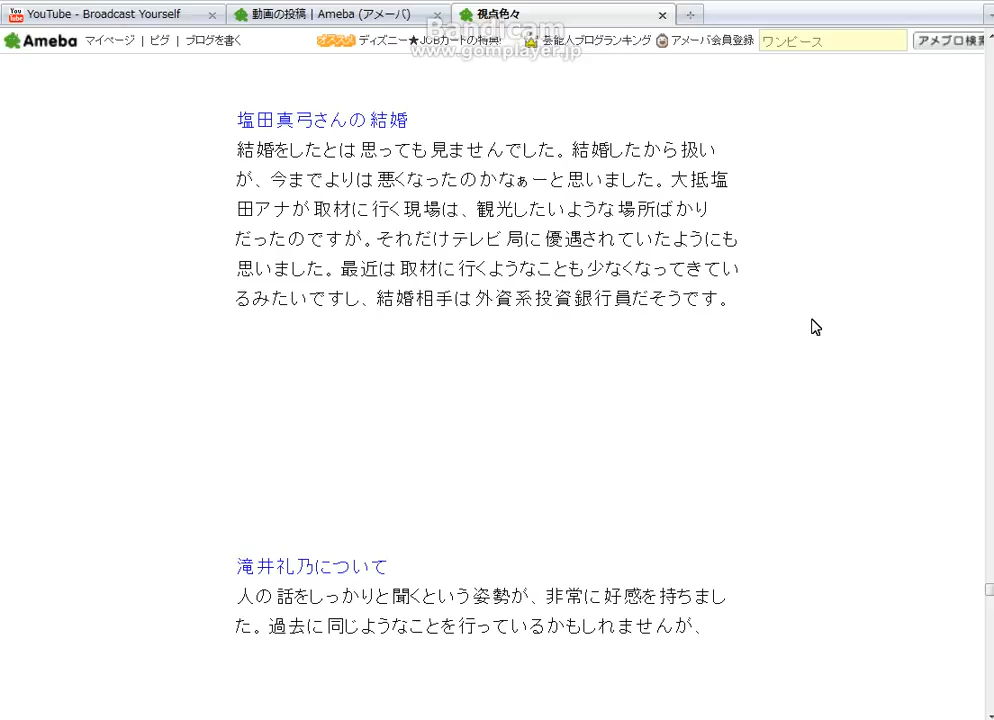 YouTube - Broadcast Yourself
動画の投稿 | Ameba (アメーバ)
視点色々
Bandicam
www.gomplayer.jp
Ameba マイページ | ピグ | ブログを書く
ディズニー★JCBカードの特典! 芸能人ブログランキング アメーバ会員登録 ワンピース アメブロ検索
塩田真弓さんの結婚
結婚をしたとは思っても見ませんでした。結婚したから扱い
が、今までよりは悪くなったのかなぁーと思いました。大抵塩
田アナが取材に行く現場は、観光したいような場所ばかり
だったのですが。それだけテレビ局に優遇されていたようにも
思いました。最近は取材に行くようなことも少なくなってきてい
るみたいですし、結婚相手は外資系投資銀行員だそうです。
滝井礼乃について
人の話をしっかりと聞くという姿勢が、非常に好感を持ちまし
た。過去に同じようなことを行っているかもしれませんが、